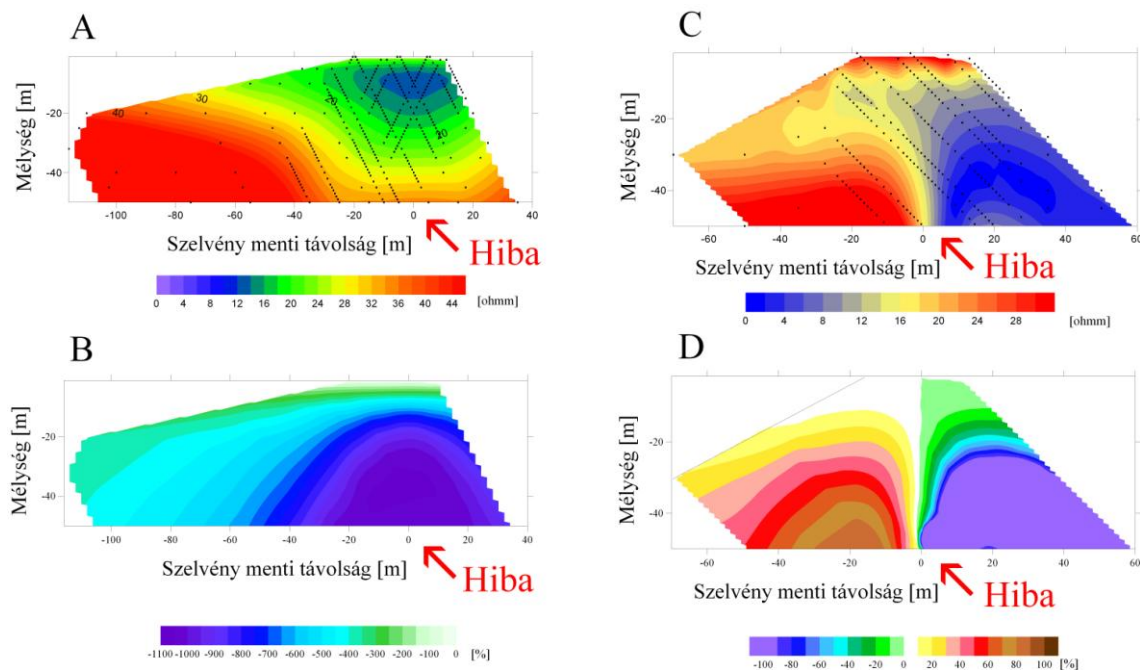 A
40
30
20
20
-20
-40
Mélység [m]
-100 -80 -60 -40 -20 0 20 40
Szelvény menti távolság [m]
Hiba
0 4 8 12 16 20 24 28 32 36 40 44
[ohmm]
B
-20
-40
Mélység [m]
-100 -80 -60 -40 -20 0 20 40
Szelvény menti távolság [m]
Hiba
-1100 -1000 -900 -800 -700 -600 -500 -400 -300 -200 -100 0 [%]
C
-20
-40
Mélység [m]
-60 -40 -20 0 20 40 60
Szelvény menti távolság [m]
Hiba
0 4 8 12 16 20 24 28
[ohmm]
D
-20
-40
Mélység [m]
-60 -40 -20 0 20 40 60
Szelvény menti távolság [m]
Hiba
-100 -80 -60 -40 -20 0 20 40 60 80 100 [%]